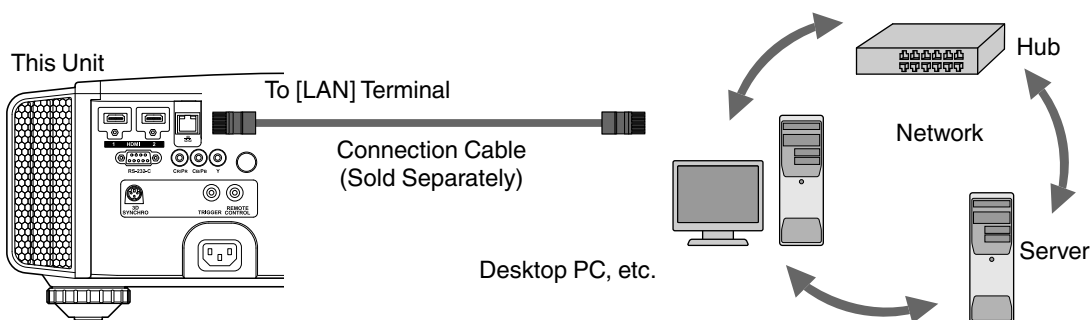 This Unit
To [LAN] Terminal
Connection Cable
(Sold Separately)
Hub
Network
Server
Desktop PC, etc.
1 HDMI 2
RS-232-C
CR/PR CB/PB Y
3D
SYNCHRO
TRIGGER
REMOTE
CONTROL